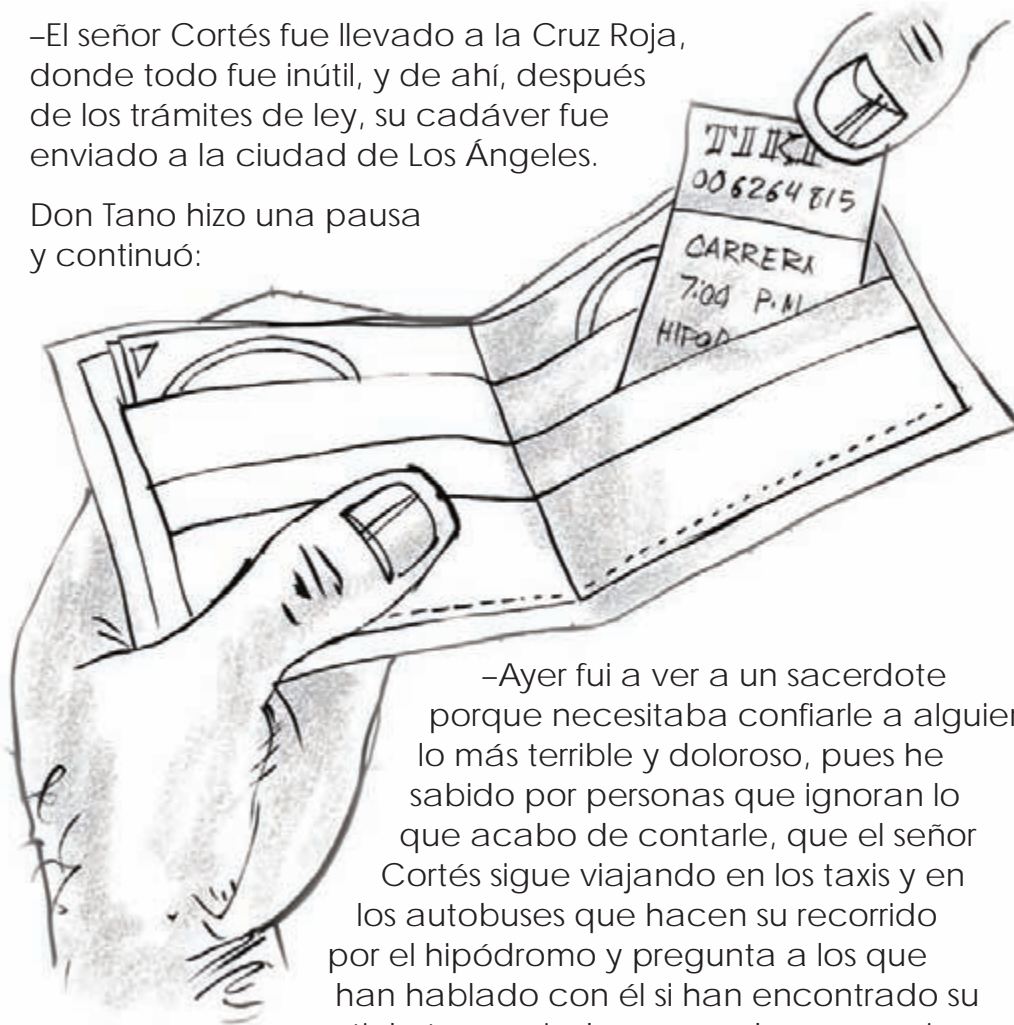 –El señor Cortés fue llevado a la Cruz Roja,
donde todo fue inútil, y de ahí, después
de los trámites de ley, su cadáver fue
enviado a la ciudad de Los Ángeles.
Don Tano hizo una pausa
y continuó:
TIKI
006264815
CARRERA
7:00 P.M.
HIPOD
–Ayer fui a ver a un sacerdote
porque necesitaba confiarle a alguien
lo más terrible y doloroso, pues he
sabido por personas que ignoran lo
que acabo de contarle, que el señor
Cortés sigue viajando en los taxis y en
los autobuses que hacen su recorrido
por el hipódromo y pregunta a los que
han hablado con él si han encontrado su